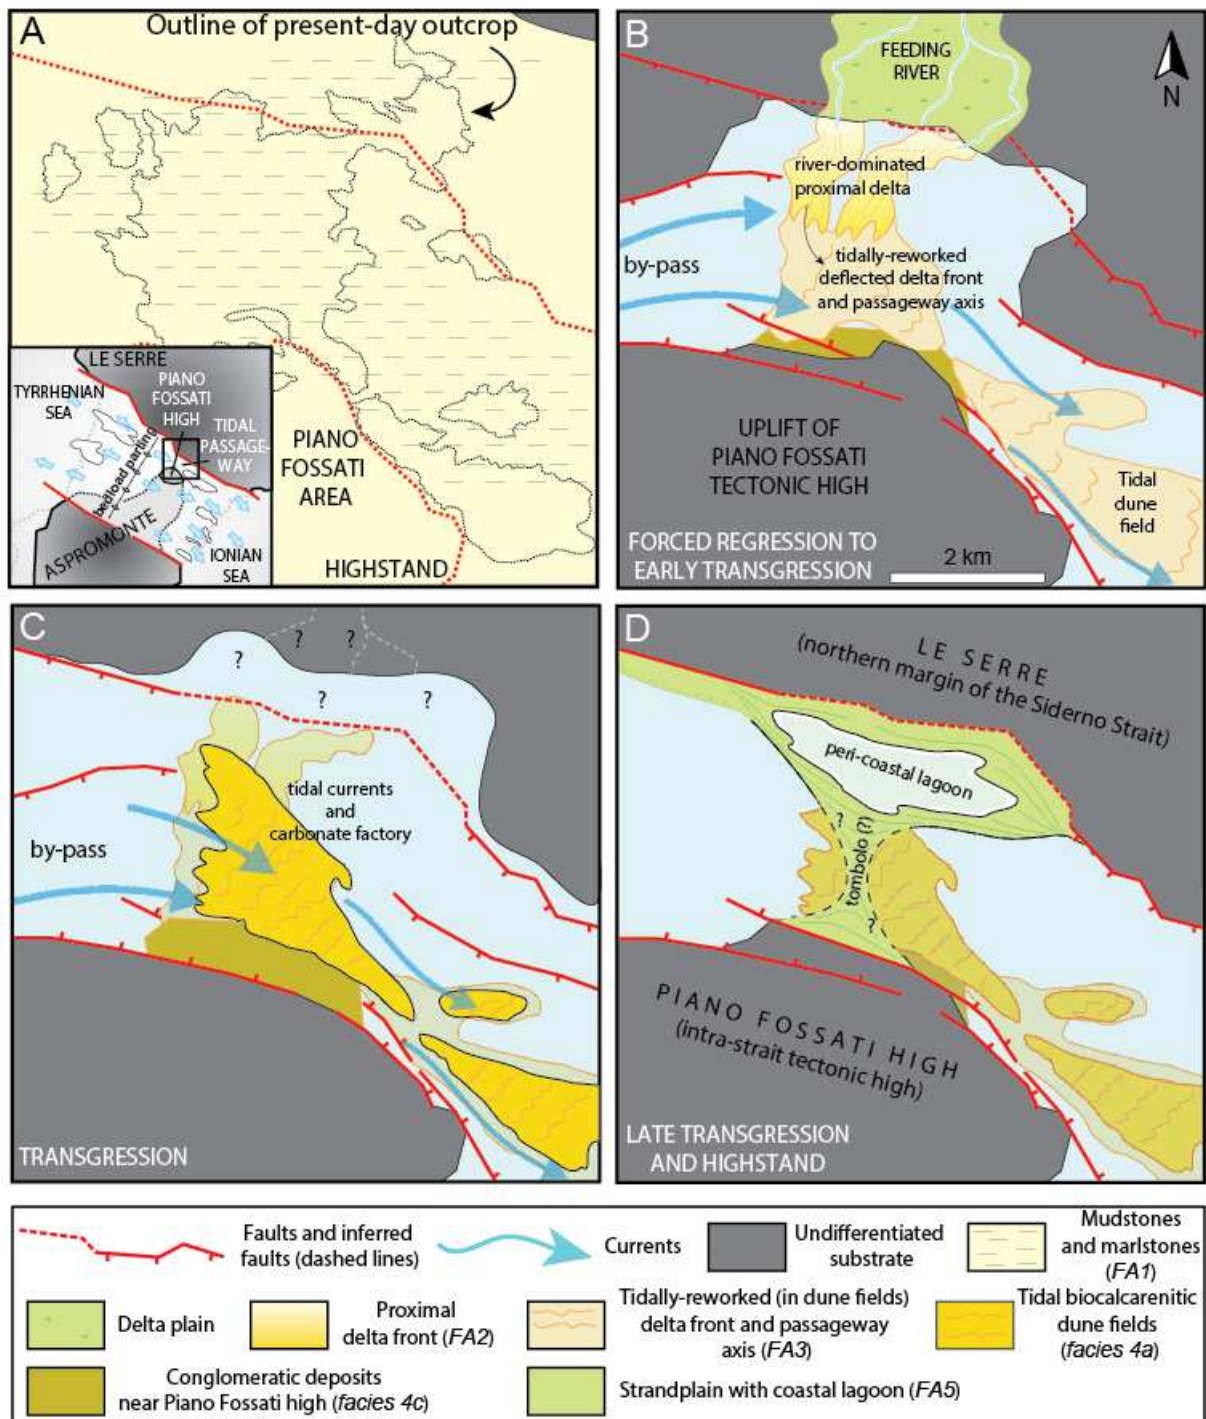 A
Outline of present-day outcrop
LE SERRE
TYRRHENIAN
SEA
PIANO
FOSSATI
HIGH
TIDAL
PASSAGE-
WAY
bedload parting
ASPROMONTE
IONIAN
SEA
PIANO
FOSSATI
AREA
HIGHSTAND
B
FEEDING
RIVER
N
river-dominated
proximal delta
by-pass
tidally-reworked
deflected delta front
and passageway axis
UPLIFT OF
PIANO FOSSATI
TECTONIC HIGH
Tidal
dune
field
FORCED REGRESSION TO
EARLY TRANSGRESSION
2 km
C
?
?
?
?
?
tidal currents
and
carbonate factory
by-pass
TRANSGRESSION
D
LE SERRE
(northern margin of the Siderno Strait)
peri-coastal lagoon
?
tombolo (?)
?
PIANO FOSSATI HIGH
(intra-strait tectonic high)
LATE TRANSGRESSION
AND HIGHSTAND
Faults and inferred
faults (dashed lines)
Currents
Undifferentiated
substrate
Mudstones
and marlstones
(FA1)
Delta plain
Proximal
delta front (FA2)
Tidally-reworked (in dune fields)
delta front and passageway
axis (FA3)
Tidal biocalcarenitic
dune fields
(facies 4a)
Conglomeratic deposits
near Piano Fossati high (facies 4c)
Strandplain with coastal lagoon (FA5)